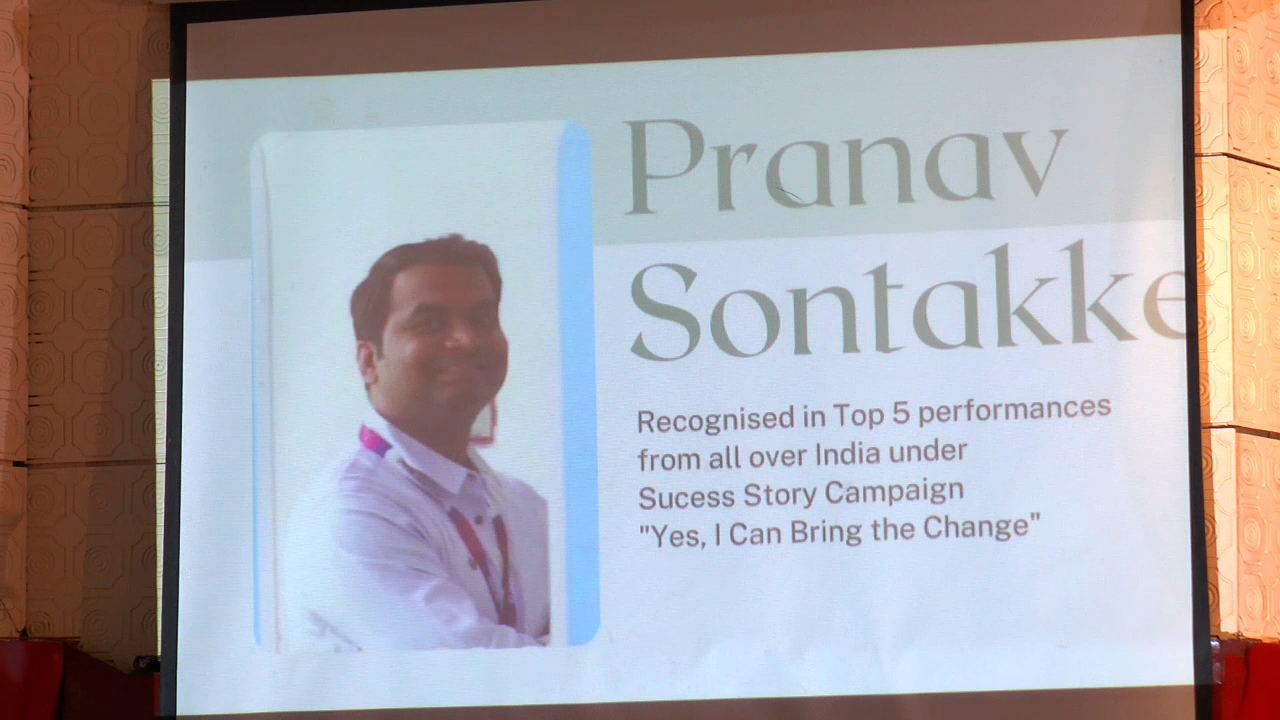 Pranav
Sontakke
Recognised in Top 5 performances
from all over India under
Sucess Story Campaign
"Yes, I Can Bring the Change"